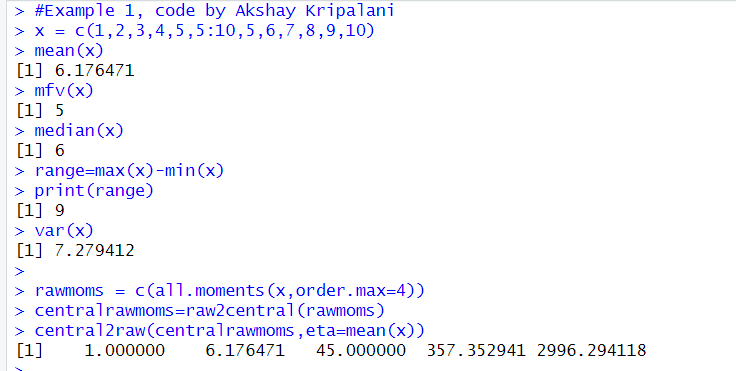 > #Example 1, code by Akshay Kripalani
> x = c(1,2,3,4,5,5:10,5,6,7,8,9,10)
> mean(x)
[1] 6.176471
> mfv(x)
[1] 5
> median(x)
[1] 6
> range=max(x)-min(x)
> print(range)
[1] 9
> var(x)
[1] 7.279412
>
> rawmoms = c(all.moments(x,order.max=4))
> centralrawmoms=raw2central(rawmoms)
> central2raw(centralrawmoms,eta=mean(x))
[1]    1.000000    6.176471   45.000000  357.352941 2996.294118
>